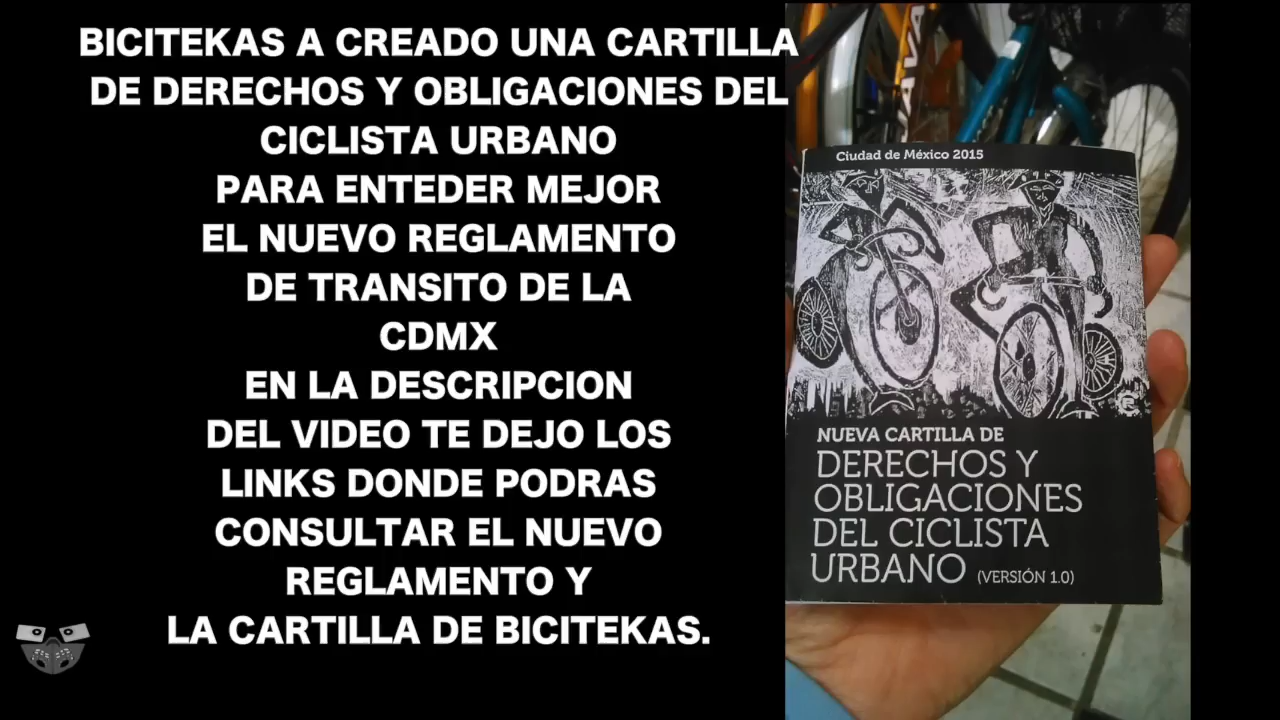 BICITEKAS A CREADO UNA CARTILLA
DE DERECHOS Y OBLIGACIONES DEL
CICLISTA URBANO
PARA ENTEDER MEJOR
EL NUEVO REGLAMENTO
DE TRANSITO DE LA
CDMX
EN LA DESCRIPCION
DEL VIDEO TE DEJO LOS
LINKS DONDE PODRAS
CONSULTAR EL NUEVO
REGLAMENTO Y
LA CARTILLA DE BICITEKAS.
Ciudad de México 2015
NUEVA CARTILLA DE
DERECHOS Y
OBLIGACIONES
DEL CICLISTA
URBANO (VERSIÓN 1.0)